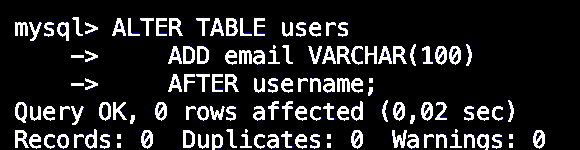 mysql> ALTER TABLE users
    ->     ADD email VARCHAR(100)
    ->     AFTER username;
Query OK, 0 rows affected (0,02 sec)
Records: 0  Duplicates: 0  Warnings: 0